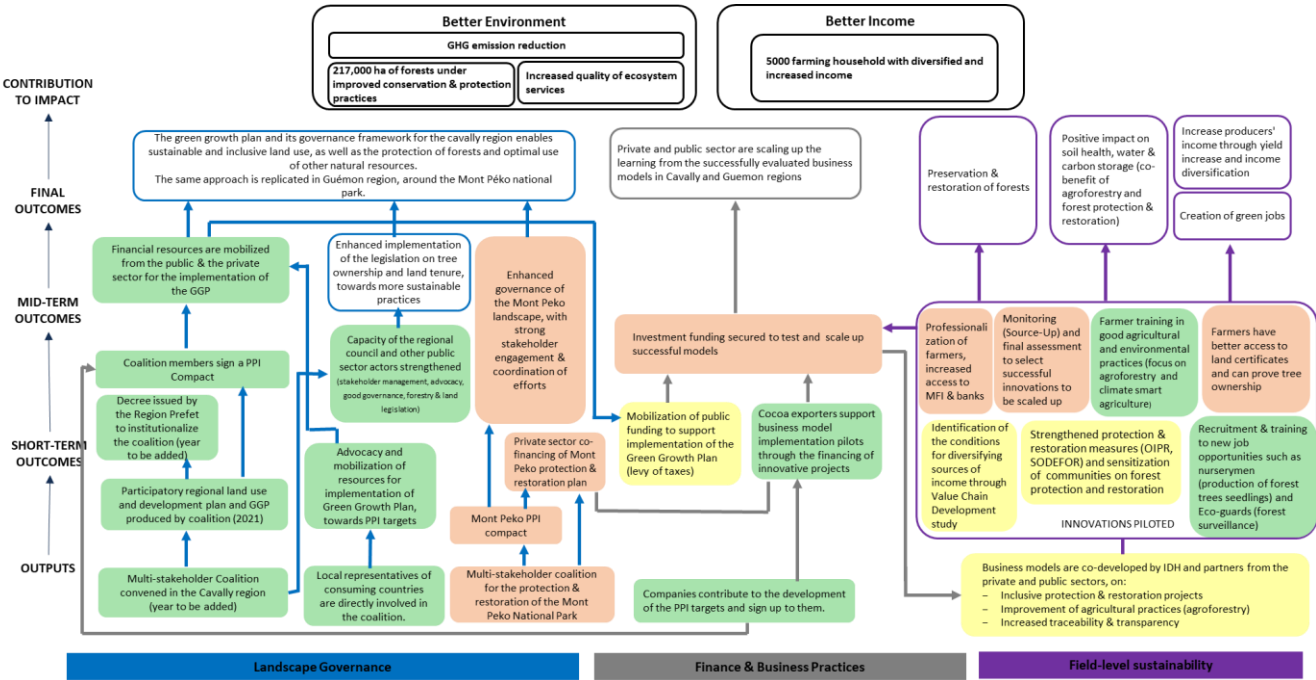 Better Environment
GHG emission reduction
217,000 ha of forests under
improved conservation & protection
practices
Increased quality of ecosystem
services
Better Income
5000 farming household with diversified and
increased income
CONTRIBUTION
TO IMPACT
FINAL
OUTCOMES
MID-TERM
OUTCOMES
SHORT-TERM
OUTCOMES
OUTPUTS
The green growth plan and its governance framework for the cavally region enables
sustainable and inclusive land use, as well as the protection of forests and optimal use
of other natural resources.
The same approach is replicated in Guémon region, around the Mont Péko national
park.
Private and public sector are scaling up the
learning from the successfully evaluated business
models in Cavally and Guemon regions
Preservation &
restoration of forests
Positive impact on
soil health, water &
carbon storage (co-
benefit of
agroforestry and
forest protection &
restoration)
Increase producers'
income through yield
increase and income
diversification
Creation of green jobs
Financial resources are mobilized
from the public & the private
sector for the implementation of
the GGP
Enhanced implementation
of the legislation on tree
ownership and land tenure,
towards more sustainable
practices
Enhanced
governance of
the Mont Peko
landscape, with
strong
stakeholder
engagement &
coordination of
efforts
Capacity of the regional
council and other public
sector actors strengthened
(stakeholder management, advocacy,
good governance, forestry & land
legislation)
Investment funding secured to test and scale up
successful models
Professionali
zation of
farmers,
increased
access to
MFI & banks
Monitoring
(Source-Up) and
final assessment
to select
successful
innovations to
be scaled up
Farmer training in
good agricultural
and environmental
practices (focus on
agroforestry and
climate smart
agriculture)
Farmers have
better access to
land certificates
and can prove tree
ownership
Coalition members sign a PPI
Compact
Decree issued by
the Region Prefet
to institutionalize
the coalition (year
to be added)
Advocacy and
mobilization of
resources for
implementation of
Green Growth Plan,
towards PPI targets
Private sector co-
financing of Mont
Peko protection &
restoration plan
Mobilization of public
funding to support
implementation of the
Green Growth Plan
(levy of taxes)
Cocoa exporters support
business model
implementation pilots
through the financing of
innovative projects
Identification of
the conditions
for diversifying
sources of
income through
Value Chain
Development
study
Strengthened protection &
restoration measures (OIPR,
SODEFOR) and sensitization
of communities on forest
protection and restoration
Recruitment & training
to new job
opportunities such as
nurserymen
(production of forest
trees seedlings) and
Eco-guards (forest
surveillance)
INNOVATIONS PILOTED
Participatory regional land use
and development plan and GGP
produced by coalition (2021)
Mont Peko PPI
compact
Multi-stakeholder Coalition
convened in the Cavally region
(year to be added)
Local representatives of
consuming countries
are directly involved in
the coalition.
Multi-stakeholder coalition
for the protection &
restoration of the Mont
Peko National Park
Companies contribute to the
development of the PPI targets and
sign up to them.
Business models are co-developed by IDH and partners from the
private and public sectors, on:
– Inclusive protection & restoration projects
– Improvement of agricultural practices (agroforestry)
– Increased traceability & transparency
Landscape Governance
Finance & Business Practices
Field-level sustainability